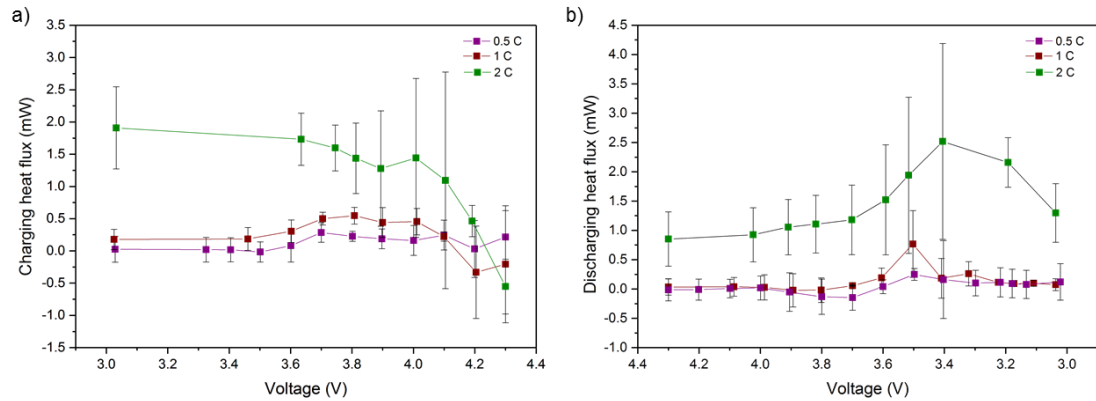 a)
3.5
3.0
2.5
2.0
1.5
1.0
0.5
0.0
-0.5
-1.0
-1.5
Charging heat flux (mW)
0.5 C
1 C
2 C
3.0 3.2 3.4 3.6 3.8 4.0 4.2 4.4
Voltage (V)
b)
4.5
4.0
3.5
3.0
2.5
2.0
1.5
1.0
0.5
0.0
-0.5
-1.0
Discharging heat flux (mW)
0.5 C
1 C
2 C
4.2 4.4 4.2 4.0 3.8 3.6 3.4 3.2 3.0
Voltage (V)